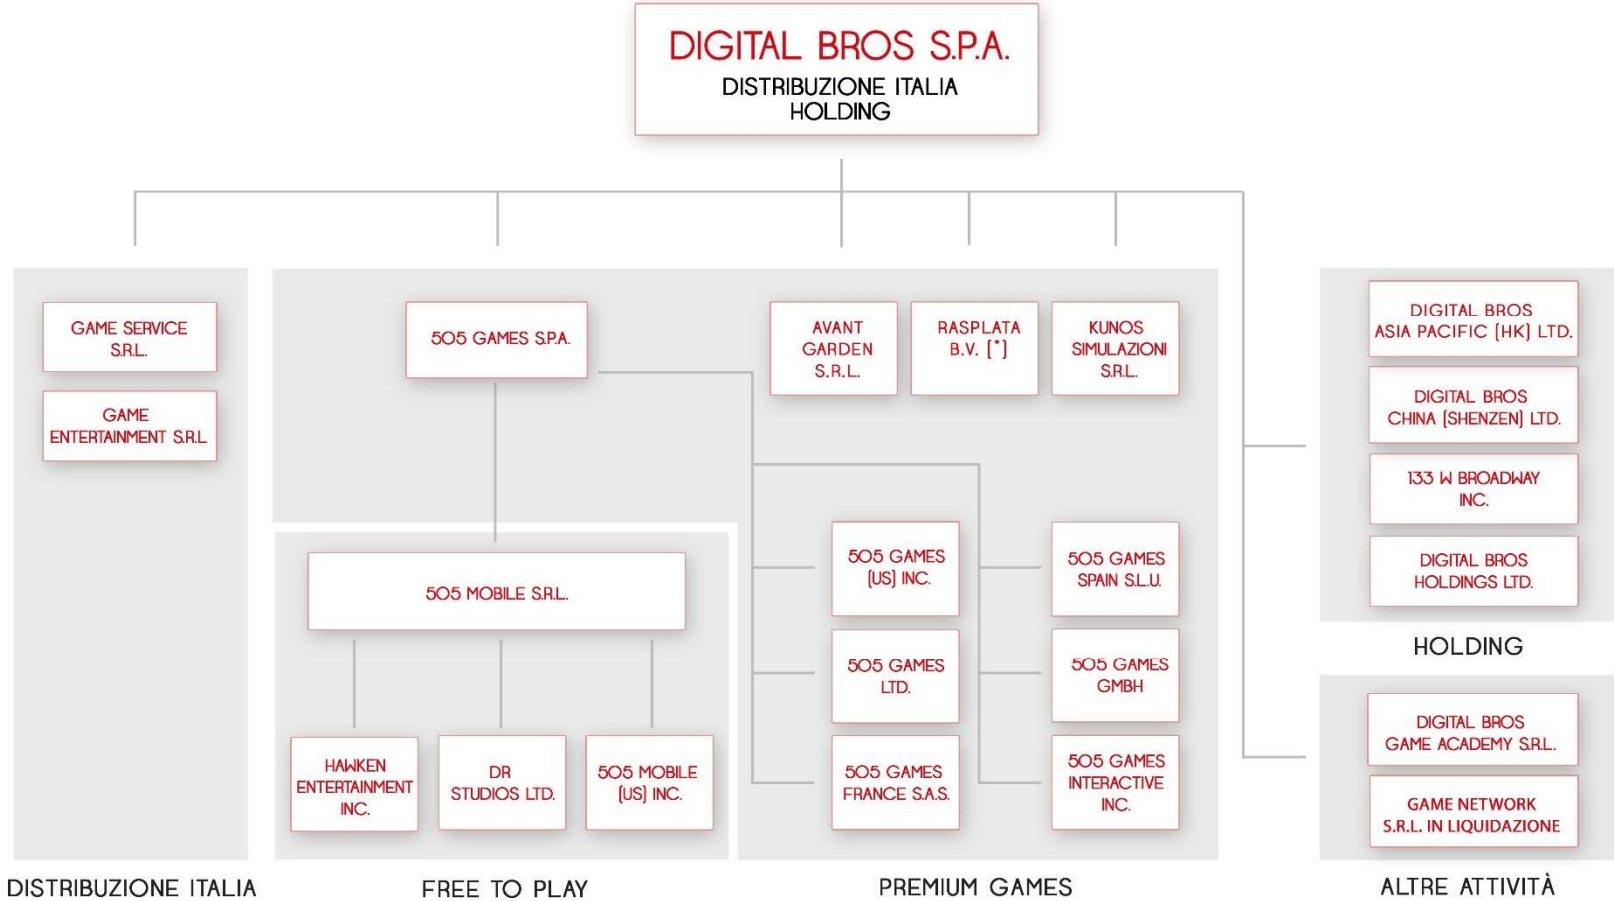 DIGITAL BROS S.P.A.
DISTRIBUZIONE ITALIA
HOLDING
GAME SERVICE
S.R.L.
GAME
ENTERTAINMENT S.R.L
DISTRIBUZIONE ITALIA
505 GAMES S.P.A.
AVANT
GARDEN
S.R.L.
RASPLATA
B.V. (*)
KUNOS
SIMULAZIONI
S.R.L.
505 MOBILE S.R.L.
HAWKEN
ENTERTAINMENT
INC.
DR
STUDIOS LTD.
505 MOBILE
(US) INC.
FREE TO PLAY
505 GAMES
(US) INC.
505 GAMES
SPAIN S.L.U.
505 GAMES
LTD.
505 GAMES
GMBH
505 GAMES
FRANCE S.A.S.
505 GAMES
INTERACTIVE
INC.
PREMIUM GAMES
DIGITAL BROS
ASIA PACIFIC (HK) LTD.
DIGITAL BROS
CHINA (SHENZEN) LTD.
133 W BROADWAY
INC.
DIGITAL BROS
HOLDINGS LTD.
HOLDING
DIGITAL BROS
GAME ACADEMY S.R.L.
GAME NETWORK
S.R.L. IN LIQUIDAZIONE
ALTRE ATTIVITÀ